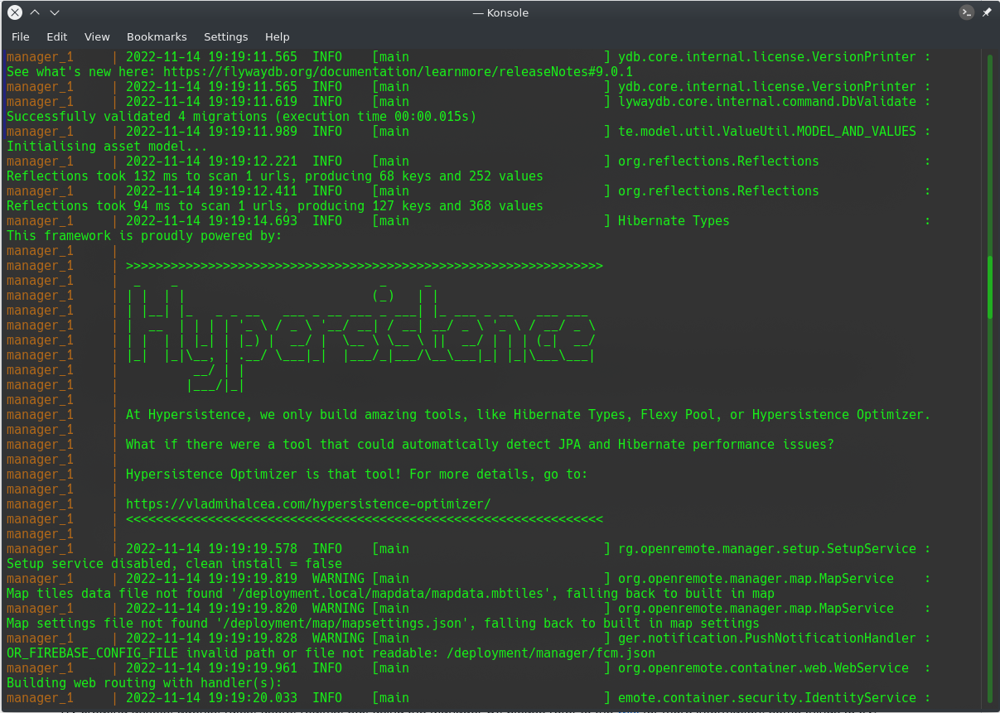 — Konsole
File Edit View Bookmarks Settings Help
manager_1     | 2022-11-14 19:19:11.565  INFO    [main                          ] ydb.core.internal.license.VersionPrinter :
See what's new here: https://flywaydb.org/documentation/learnmore/releaseNotes#9.0.1
manager_1     | 2022-11-14 19:19:11.565  INFO    [main                          ] ydb.core.internal.license.VersionPrinter :
manager_1     | 2022-11-14 19:19:11.619  INFO    [main                          ] lywaydb.core.internal.command.DbValidate :
Successfully validated 4 migrations (execution time 00:00.015s)
manager_1     | 2022-11-14 19:19:11.989  INFO    [main                          ] te.model.util.ValueUtil.MODEL_AND_VALUES :
Initialising asset model...
manager_1     | 2022-11-14 19:19:12.221  INFO    [main                          ] org.reflections.Reflections              :
Reflections took 132 ms to scan 1 urls, producing 68 keys and 252 values
manager_1     | 2022-11-14 19:19:12.411  INFO    [main                          ] org.reflections.Reflections              :
Reflections took 94 ms to scan 1 urls, producing 127 keys and 368 values
manager_1     | 2022-11-14 19:19:14.693  INFO    [main                          ] Hibernate Types                          :
This framework is proudly powered by:
manager_1     |
manager_1     | >>>>>>>>>>>>>>>>>>>>>>>>>>>>>>>>>>>>>>>>>>>>>>>>>>>>>>>>>>>>>>>>
manager_1     |  _    _                           _     _
manager_1     | | |  | |                         (_)   | |
manager_1     | | |__| |_   _ _ __   ___ _ __ ___ _ ___| |_ ___ _ __   ___ ___
manager_1     | |  __  | | | | '_ \ / _ \ '__/ __| / __| __/ _ \ '_ \ / __/ _ \
manager_1     | | |  | | |_| | |_) |  __/ |  \__ \ \__ \ ||  __/ | | | (_|  __/
manager_1     | |_|  |_|\__, | .__/ \___|_|  |___/_|___/\__\___|_| |_|\___\___|
manager_1     |          __/ | |
manager_1     |         |___/|_|
manager_1     |
manager_1     | At Hypersistence, we only build amazing tools, like Hibernate Types, Flexy Pool, or Hypersistence Optimizer.
manager_1     |
manager_1     | What if there were a tool that could automatically detect JPA and Hibernate performance issues?
manager_1     |
manager_1     | Hypersistence Optimizer is that tool! For more details, go to:
manager_1     |
manager_1     | https://vladmihalcea.com/hypersistence-optimizer/
manager_1     | <<<<<<<<<<<<<<<<<<<<<<<<<<<<<<<<<<<<<<<<<<<<<<<<<<<<<<<<<<<<<<<<
manager_1     |
manager_1     | 2022-11-14 19:19:19.578  INFO    [main                          ] rg.openremote.manager.setup.SetupService :
Setup service disabled, clean install = false
manager_1     | 2022-11-14 19:19:19.819  WARNING [main                          ] org.openremote.manager.map.MapService    :
Map tiles data file not found '/deployment.local/mapdata/mapdata.mbtiles', falling back to built in map
manager_1     | 2022-11-14 19:19:19.820  WARNING [main                          ] org.openremote.manager.map.MapService    :
Map settings file not found '/deployment/map/mapsettings.json', falling back to built in map settings
manager_1     | 2022-11-14 19:19:19.828  WARNING [main                          ] ger.notification.PushNotificationHandler :
OR_FIREBASE_CONFIG_FILE invalid path or file not readable: /deployment/manager/fcm.json
manager_1     | 2022-11-14 19:19:19.961  INFO    [main                          ] org.openremote.container.web.WebService  :
Building web routing with handler(s):
manager_1     | 2022-11-14 19:19:20.033  INFO    [main                          ] emote.container.security.IdentityService :